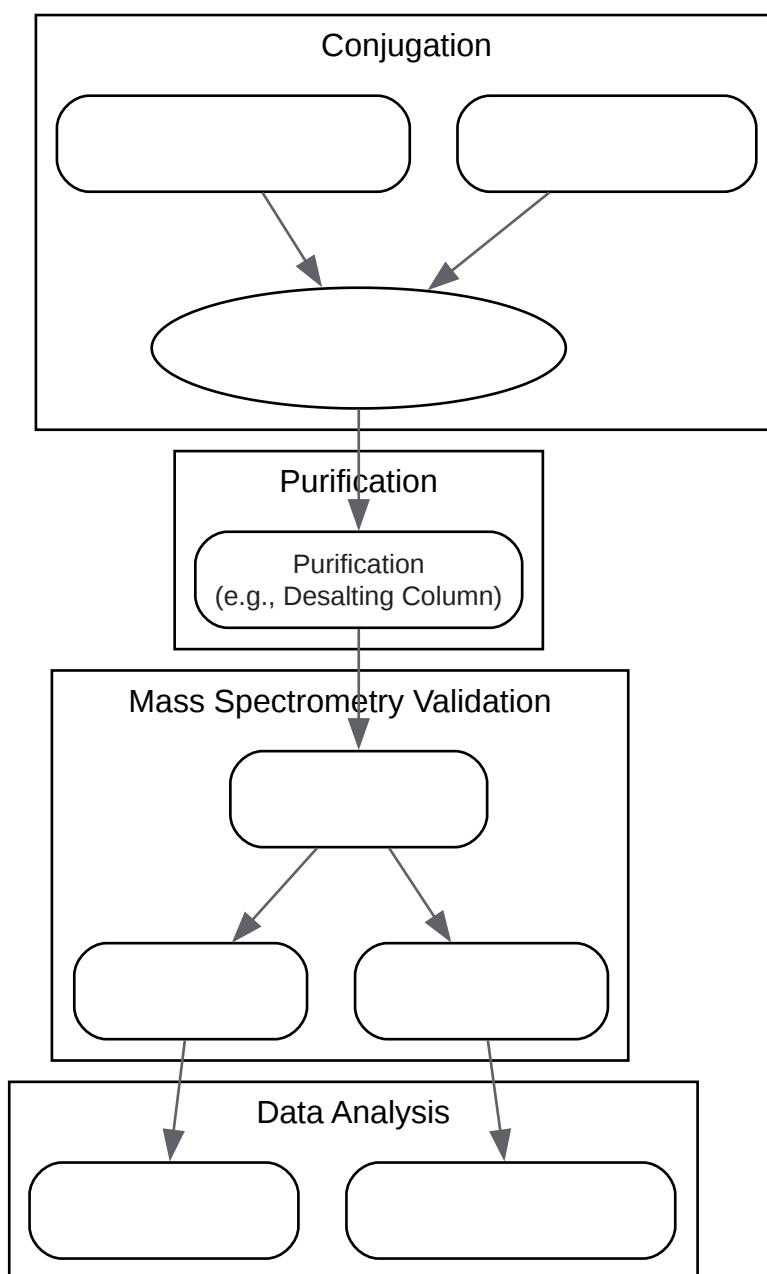 Conjugation
Purification
Purification
(e.g., Desalting Column)
Mass Spectrometry Validation
Data Analysis